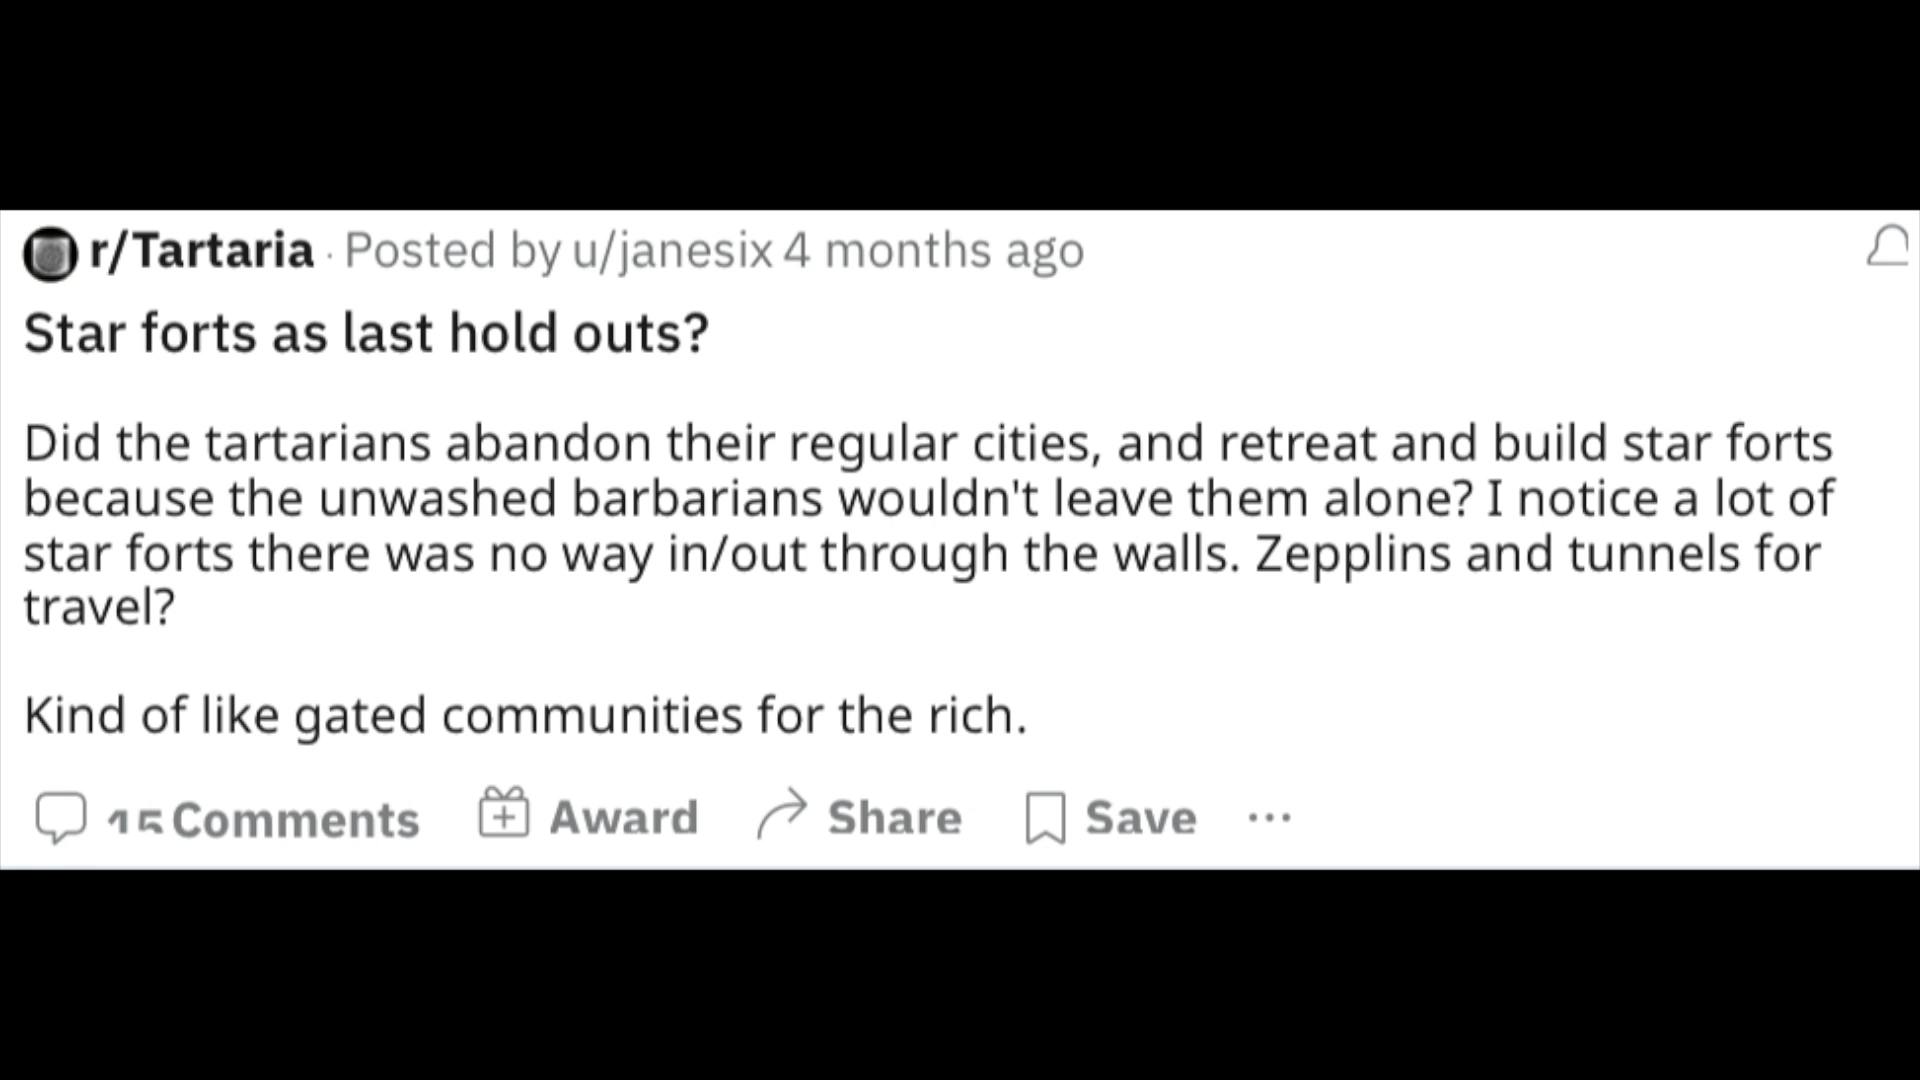 r/Tartaria · Posted by u/janesix 4 months ago
Star forts as last hold outs?
Did the tartarians abandon their regular cities, and retreat and build star forts
because the unwashed barbarians wouldn't leave them alone? I notice a lot of
star forts there was no way in/out through the walls. Zepplins and tunnels for
travel?
Kind of like gated communities for the rich.
15 Comments Award Share Save ...